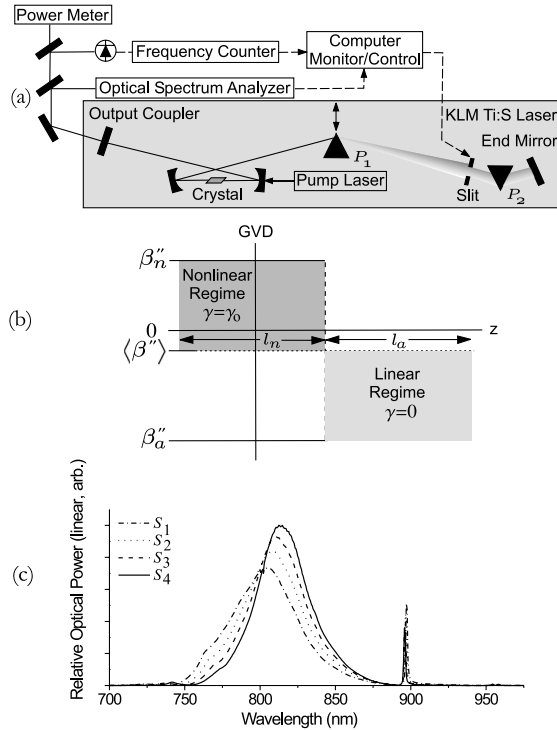 Power Meter
Frequency Counter
Computer
Monitor/Control
Optical Spectrum Analyzer
(a)
Output Coupler
KLM Ti:S Laser
End Mirror
P₁
Pump Laser
Crystal
Slit
P₂
GVD
βₙ″
Nonlinear
Regime
γ=γ₀
(b)
0
z
⟨β″⟩
lₙ
lₐ
Linear
Regime
γ=0
βₐ″
Relative Optical Power (linear, arb.)
S₁
S₂
S₃
S₄
(c)
700 750 800 850 900 950
Wavelength (nm)